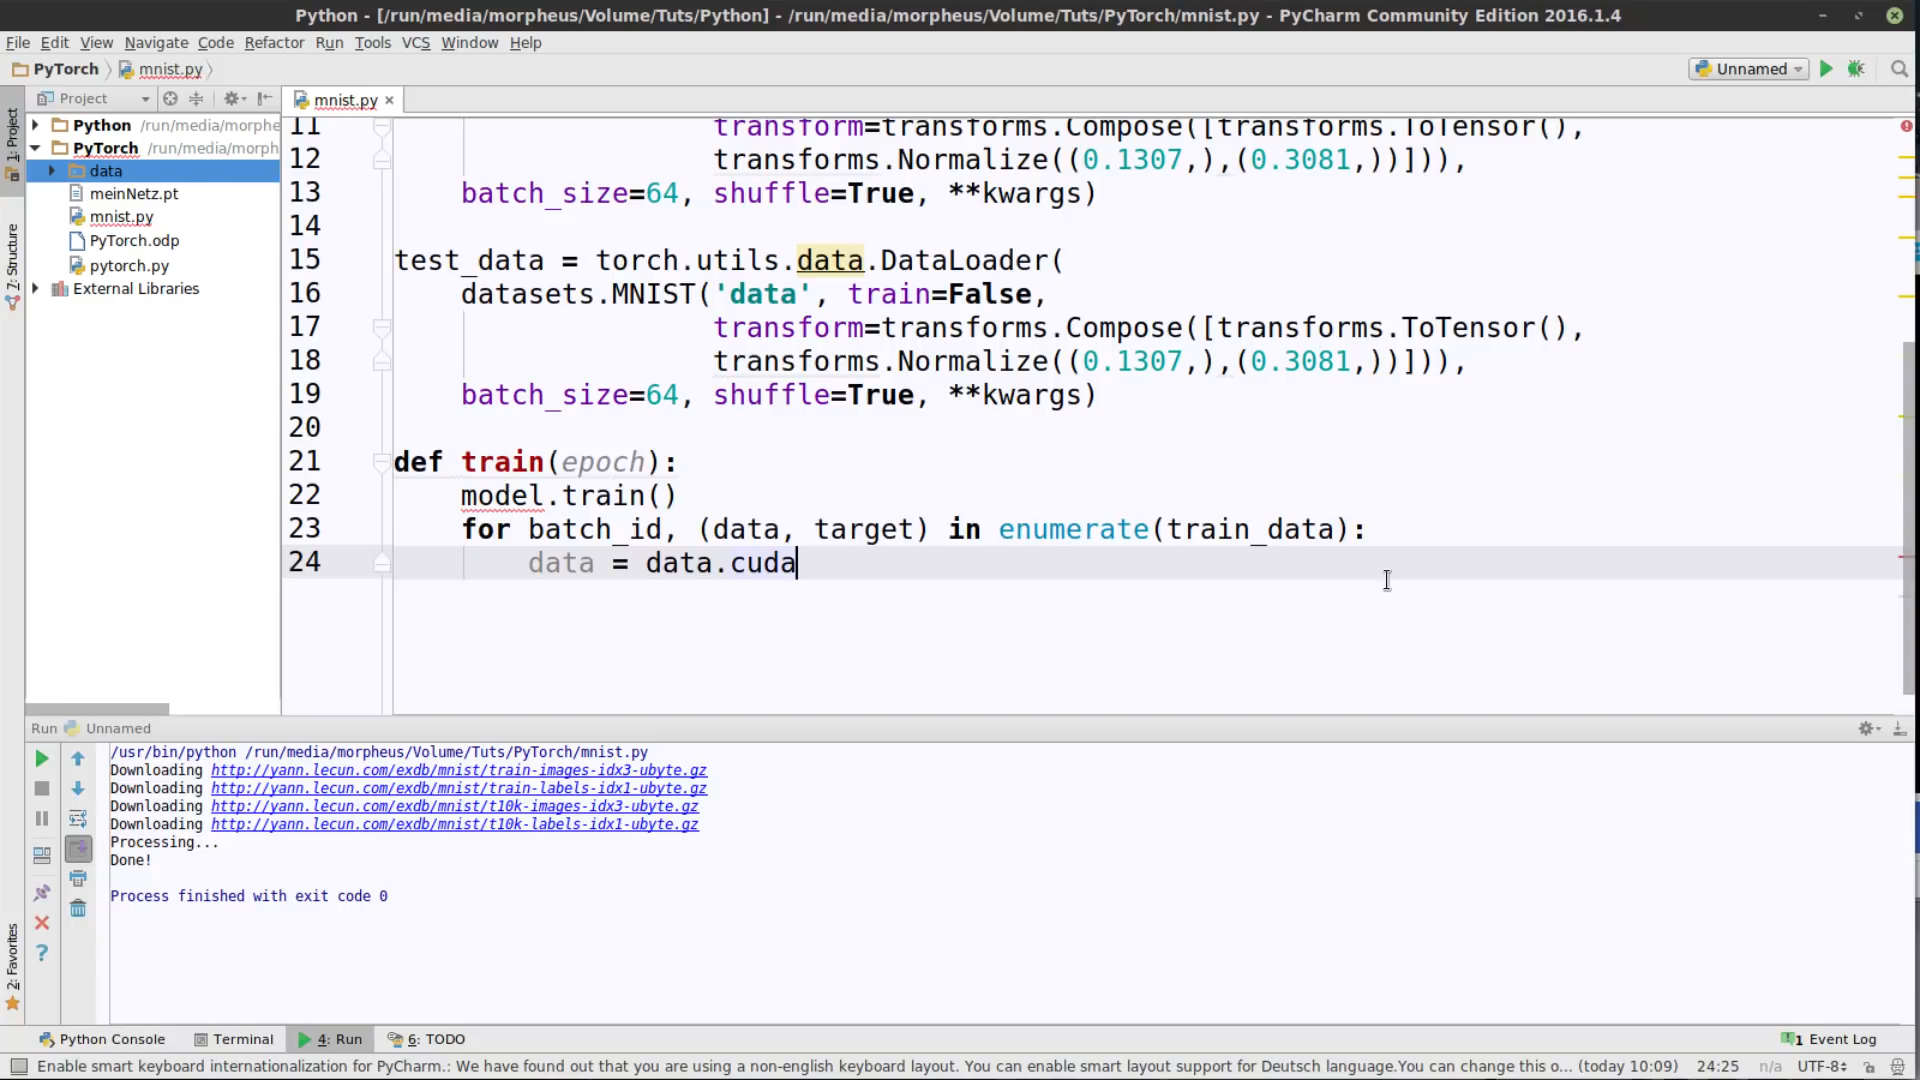 Python - [/run/media/morpheus/Volume/Tuts/Python] - /run/media/morpheus/Volume/Tuts/PyTorch/mnist.py - PyCharm Community Edition 2016.1.4
File Edit View Navigate Code Refactor Run Tools VCS Window Help
PyTorch mnist.py Unnamed
Project mnist.py
1: Project
7: Structure
2: Favorites
Python /run/media/morphe
PyTorch /run/media/morph
data
meinNetz.pt
mnist.py
PyTorch.odp
pytorch.py
External Libraries
11 transform=transforms.Compose([transforms.ToTensor(),
12 transforms.Normalize((0.1307,),(0.3081,))])),
13 batch_size=64, shuffle=True, **kwargs)
14
15 test_data = torch.utils.data.DataLoader(
16 datasets.MNIST('data', train=False,
17 transform=transforms.Compose([transforms.ToTensor(),
18 transforms.Normalize((0.1307,),(0.3081,))])),
19 batch_size=64, shuffle=True, **kwargs)
20
21 def train(epoch):
22 model.train()
23 for batch_id, (data, target) in enumerate(train_data):
24 data = data.cuda
Run Unnamed
/usr/bin/python /run/media/morpheus/Volume/Tuts/PyTorch/mnist.py
Downloading http://yann.lecun.com/exdb/mnist/train-images-idx3-ubyte.gz
Downloading http://yann.lecun.com/exdb/mnist/train-labels-idx1-ubyte.gz
Downloading http://yann.lecun.com/exdb/mnist/t10k-images-idx3-ubyte.gz
Downloading http://yann.lecun.com/exdb/mnist/t10k-labels-idx1-ubyte.gz
Processing...
Done!
Process finished with exit code 0
Python Console Terminal 4: Run 6: TODO 1 Event Log
Enable smart keyboard internationalization for PyCharm.: We have found out that you are using a non-english keyboard layout. You can enable smart layout support for Deutsch language.You can change this o... (today 10:09) 24:25 n/a UTF-8